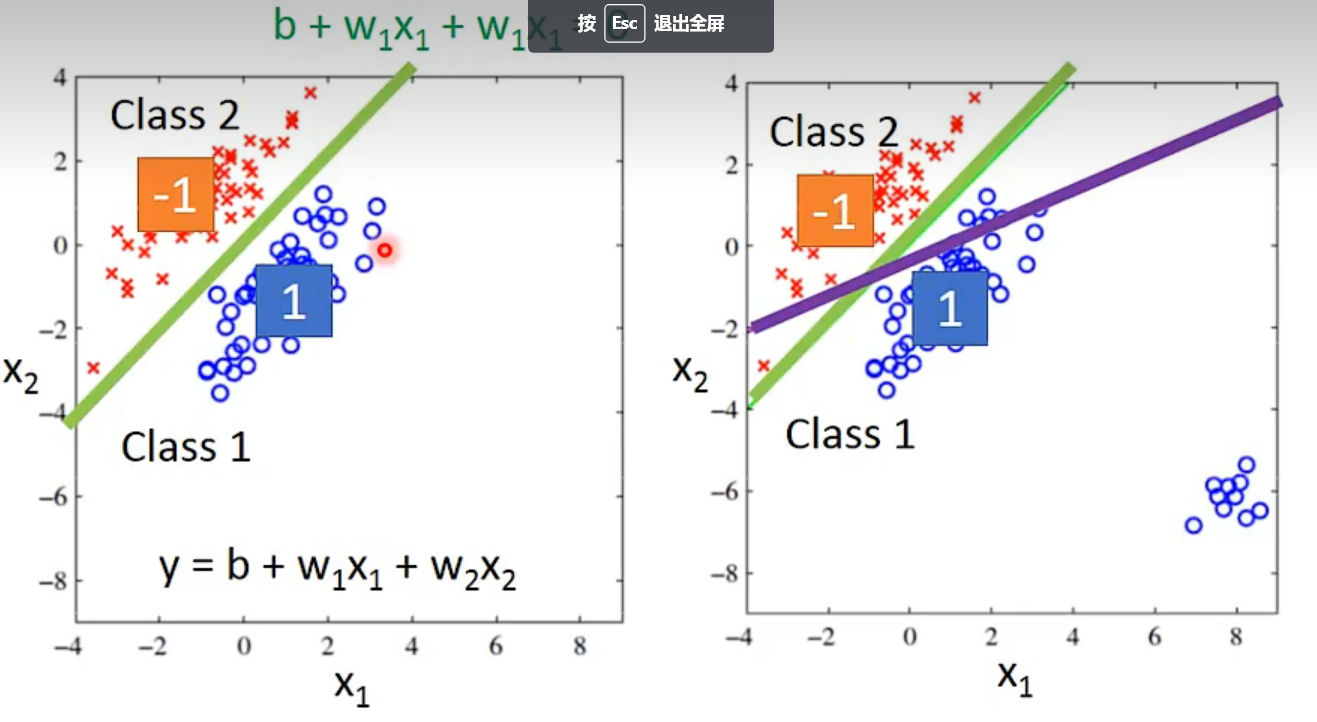 b + w₁x₁ + w₁x₁ = 0
按 Esc 退出全屏
4
2
0
−2
−4
−6
−8
−4 −2 0 2 4 6 8
x₂
x₁
Class 2
-1
1
Class 1
y = b + w₁x₁ + w₂x₂
4
2
0
−2
−4
−6
−8
−4 −2 0 2 4 6 8
x₂
x₁
Class 2
-1
1
Class 1